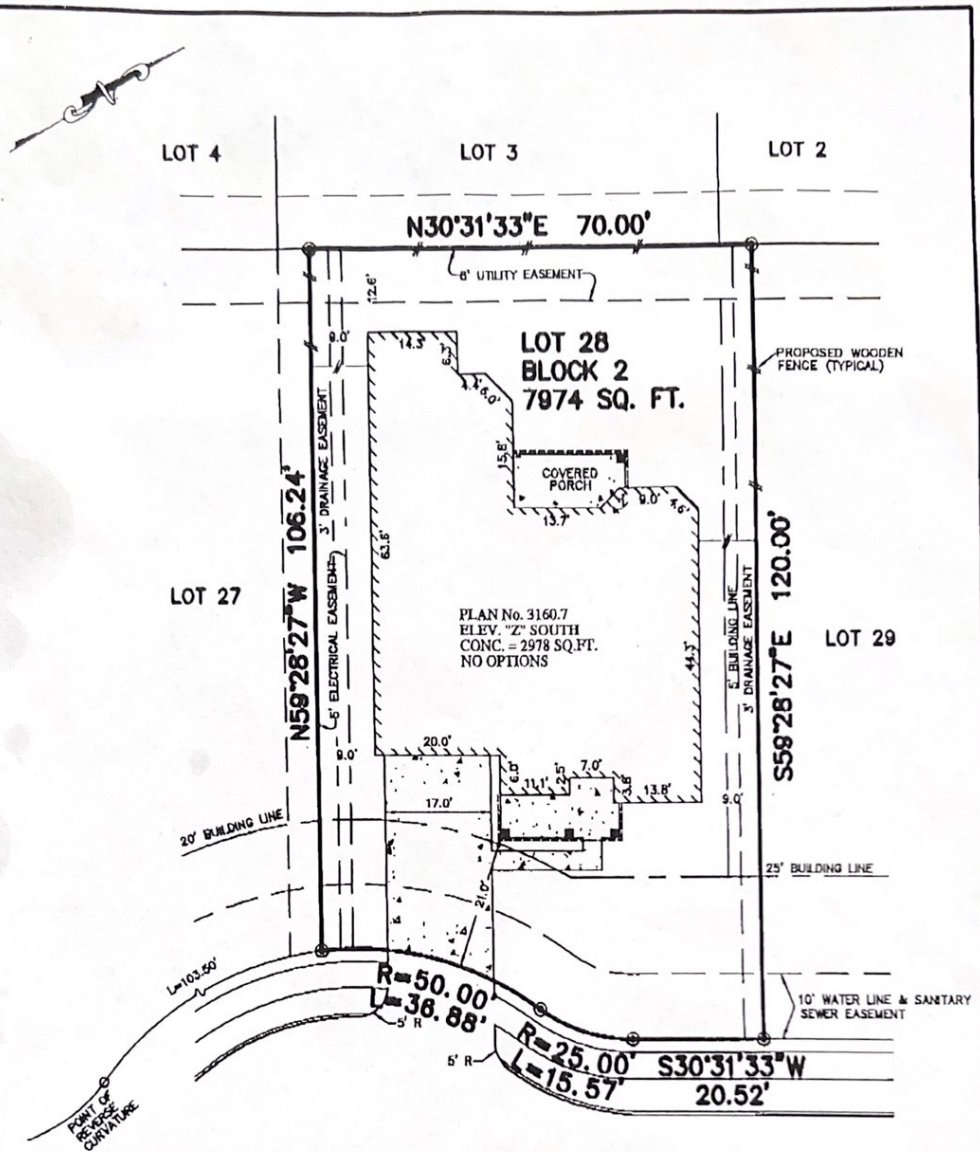 N
LOT 4
LOT 3
LOT 2
N30°31'33"E 70.00'
8' UTILITY EASEMENT
12.6'
9.0'
14.3'
6.3'
4.4'
6.0'
LOT 28
BLOCK 2
7974 SQ. FT.
PROPOSED WOODEN
FENCE (TYPICAL)
3' DRAINAGE EASEMENT
15.8'
COVERED
PORCH
13.7'
9.0'
N59°28'27"W 106.24'
63.6'
LOT 27
5' ELECTRICAL EASEMENT
PLAN No. 3160.7
ELEV. "Z" SOUTH
CONC. = 2978 SQ.FT.
NO OPTIONS
44.3'
5' BUILDING LINE
3' DRAINAGE EASEMENT
S59°28'27"E 120.00'
LOT 29
9.0'
20.0'
6.0'
11.1'
2.5'
7.0'
3.8'
13.8'
9.0'
17.0'
20' BUILDING LINE
25' BUILDING LINE
21.0'
L=103.50'
R=50.00'
L=36.88'
5' R
5' R
R=25.00'
L=15.57'
S30°31'33"W
20.52'
10' WATER LINE & SANITARY
SEWER EASEMENT
POINT OF
REVERSE
CURVATURE